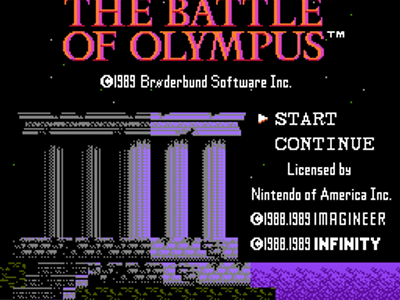 THE BATTLE
OF OLYMPUS™
©1989 Brøderbund Software Inc.
START
CONTINUE
Licensed by
Nintendo of America Inc.
©1988.1989 IMAGINEER
©1988.1989 INFINITY